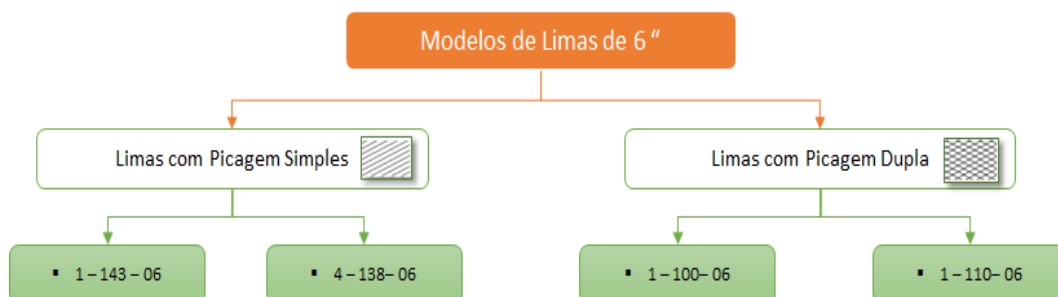 Modelos de Limas de 6 “
Limas com Picagem Simples
Limas com Picagem Dupla
▪ 1 – 143 – 06
▪ 4 – 138– 06
▪ 1 – 100– 06
▪ 1 – 110– 06